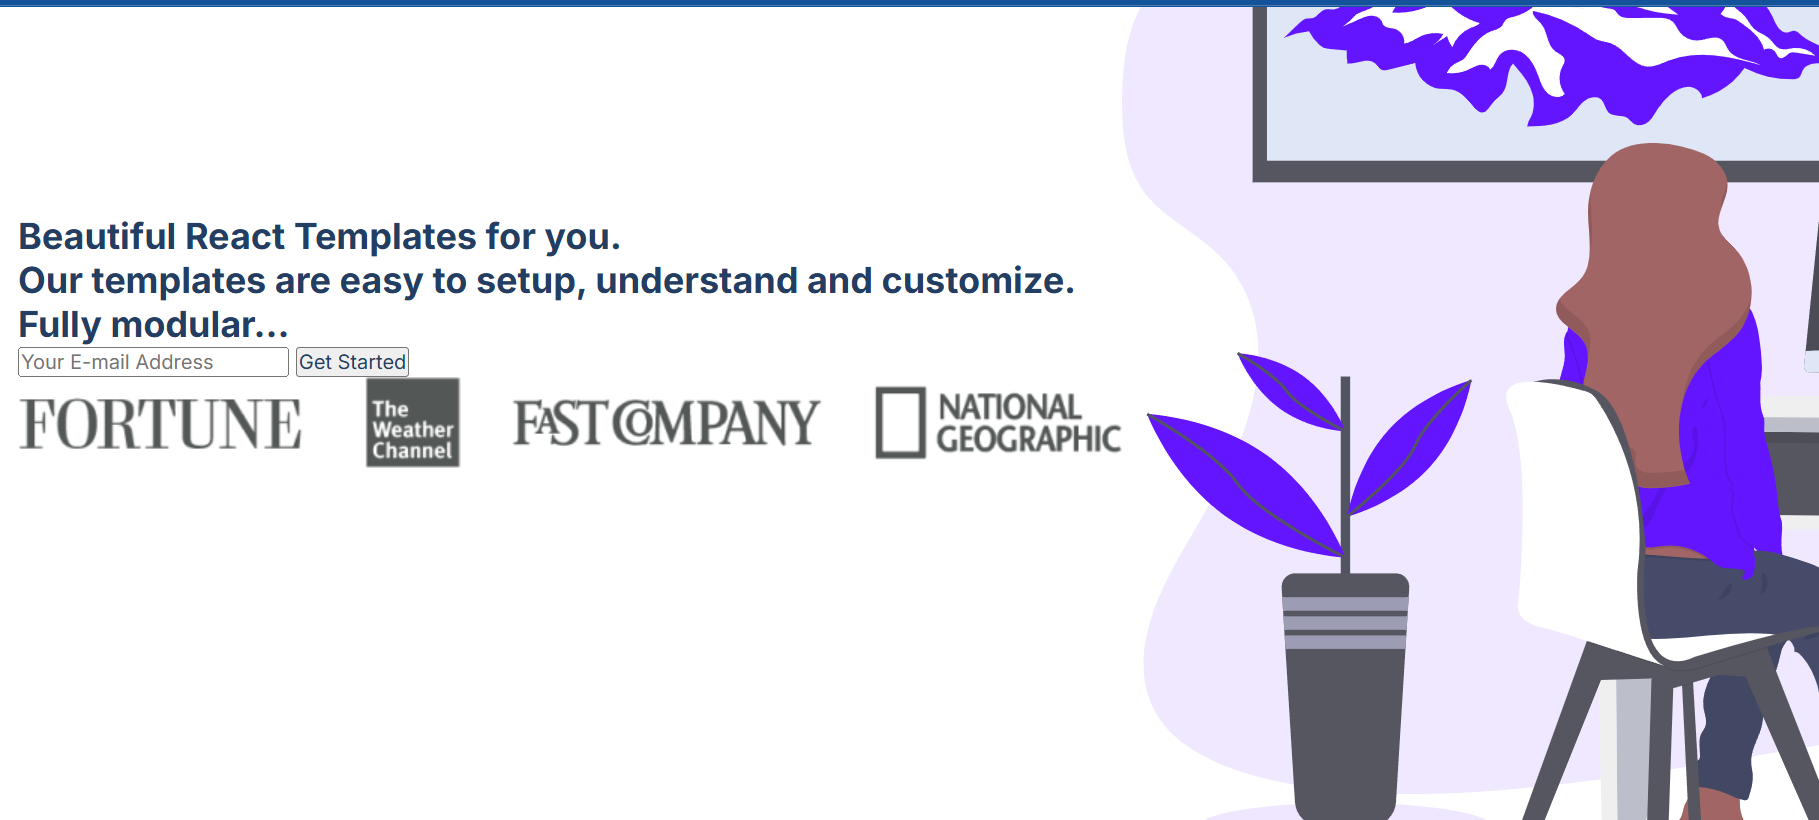 Beautiful React Templates for you.
Our templates are easy to setup, understand and customize.
Fully modular...
Your E-mail Address Get Started
FORTUNE
The
Weather
Channel
FAST COMPANY
NATIONAL
GEOGRAPHIC